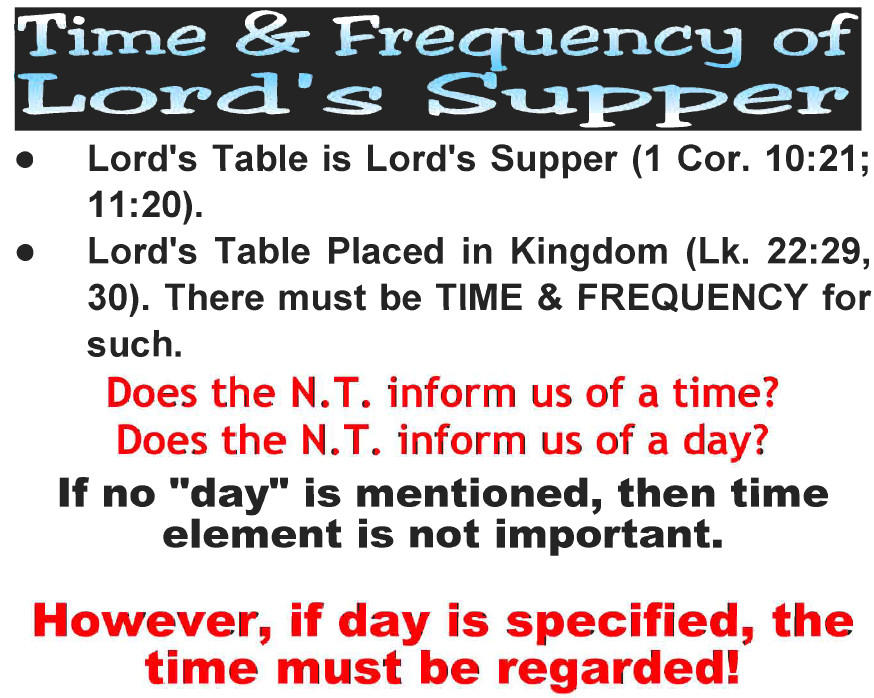 Time & Frequency of
Lord's Supper
● Lord's Table is Lord's Supper (1 Cor. 10:21;
11:20).
● Lord's Table Placed in Kingdom (Lk. 22:29,
30). There must be TIME & FREQUENCY for
such.
Does the N.T. inform us of a time?
Does the N.T. inform us of a day?
If no "day" is mentioned, then time
element is not important.
However, if day is specified, the
time must be regarded!